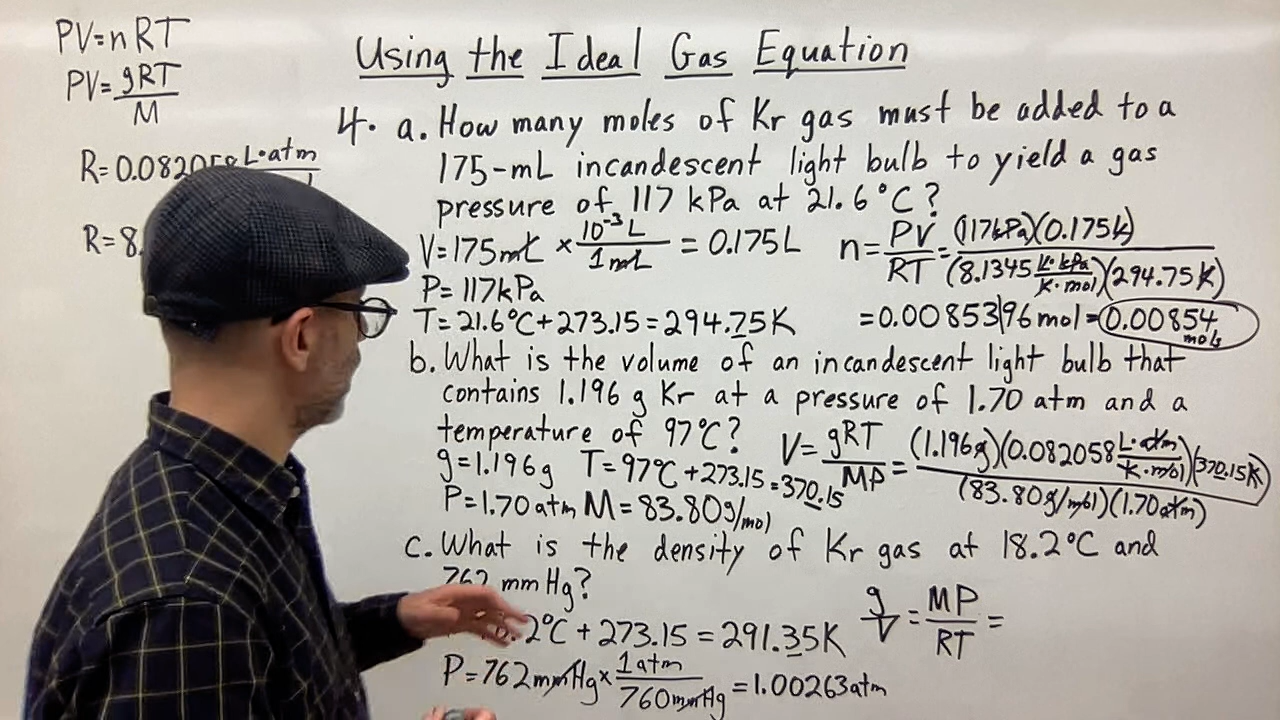 PV=nRT
PV=gRT/M
R=0.082058 L·atm
R=8.
Using the Ideal Gas Equation
4. a. How many moles of Kr gas must be added to a
175-mL incandescent light bulb to yield a gas
pressure of 117 kPa at 21.6°C?
V=175mL × 10⁻³L/1mL = 0.175L
n=PV/RT=(117kPa)(0.175L)/(8.1345 L·kPa/K·mol)(294.75K)
P=117kPa
T=21.6°C+273.15=294.75K
=0.00853|96mol=0.00854 mols
b. What is the volume of an incandescent light bulb that
contains 1.196 g Kr at a pressure of 1.70 atm and a
temperature of 97°C?
V=gRT/MP=(1.196g)(0.082058 L·atm/K·mol)(370.15K)/(83.80g/mol)(1.70atm)
g=1.196g T=97°C+273.15=370.15
P=1.70atm M=83.80g/mol
c. What is the density of Kr gas at 18.2°C and
762 mmHg?
.2°C+273.15=291.35K
g/V=MP/RT=
P=762mmHg×1atm/760mmHg=1.00263atm